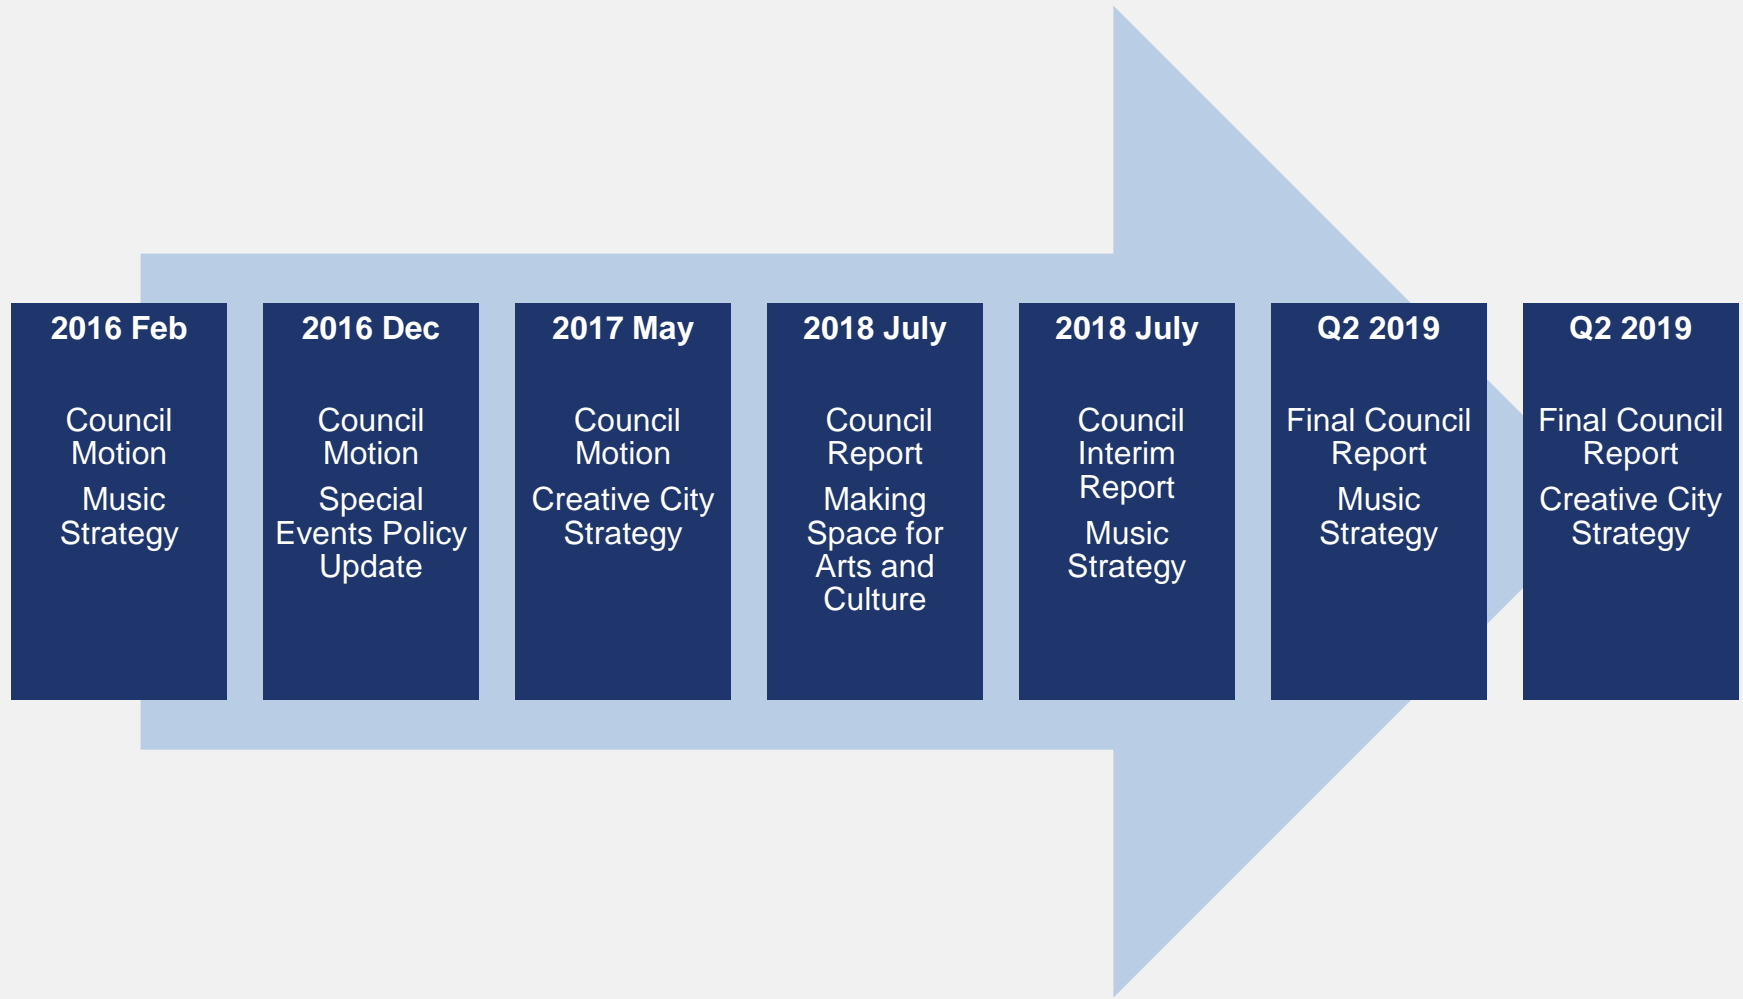 2016 Feb
Council
Motion
Music
Strategy
2016 Dec
Council
Motion
Special
Events Policy
Update
2017 May
Council
Motion
Creative City
Strategy
2018 July
Council
Report
Making
Space for
Arts and
Culture
2018 July
Council
Interim
Report
Music
Strategy
Q2 2019
Final Council
Report
Music
Strategy
Q2 2019
Final Council
Report
Creative City
Strategy